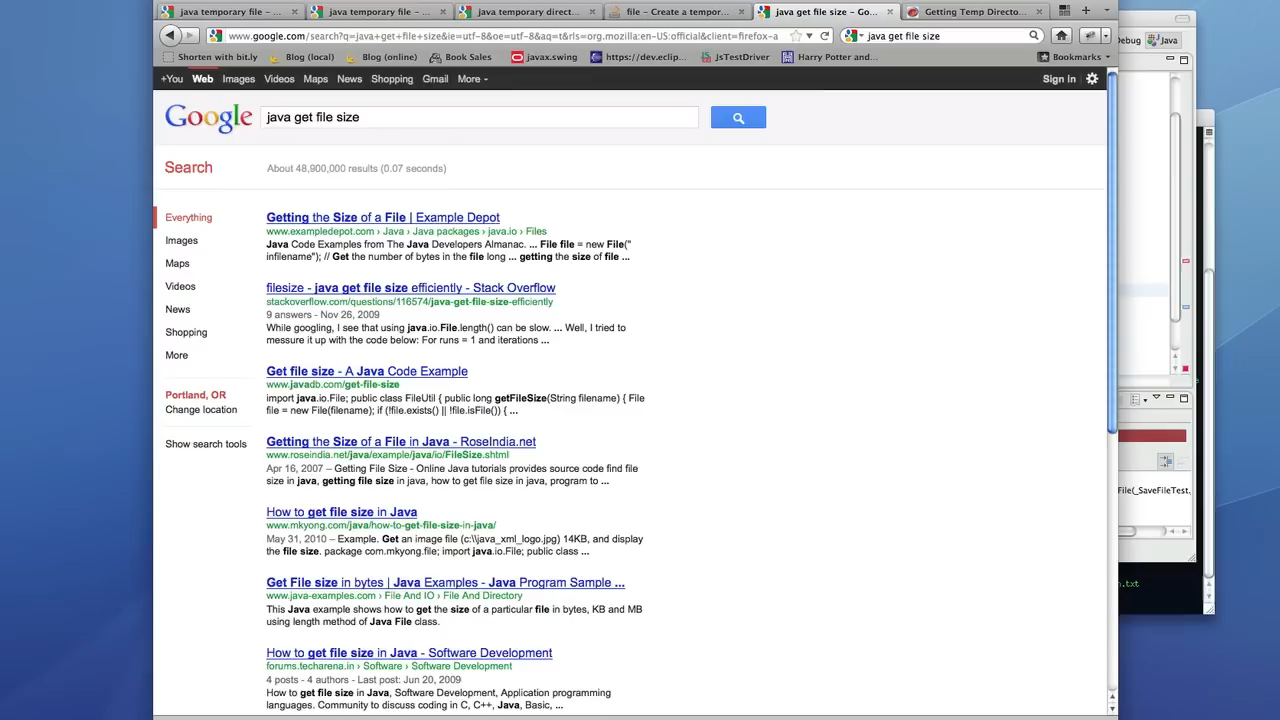 java temporary file – ...
java temporary file – ...
java temporary direct...
file – Create a tempor...
java get file size – Go...
Getting Temp Directo...
www.google.com/search?q=java+get+file+size&ie=utf-8&oe=utf-8&aq=t&rls=org.mozilla:en-US:official&client=firefox-a
java get file size
Shorten with bit.ly
Blog (local)
Blog (online)
Book Sales
javax.swing
https://dev.eclip...
JsTestDriver
Harry Potter and...
Bookmarks
+You Web Images Videos Maps News Shopping Gmail More
Sign in
Google
java get file size
Search
About 48,900,000 results (0.07 seconds)
Everything
Images
Maps
Videos
News
Shopping
More
Portland, OR
Change location
Show search tools
Getting the Size of a File | Example Depot
www.exampledepot.com › Java › Java packages › java.io › Files
Java Code Examples from The Java Developers Almanac. ... File file = new File("
infilename"); // Get the number of bytes in the file long ... getting the size of file ...
filesize - java get file size efficiently - Stack Overflow
stackoverflow.com/questions/116574/java-get-file-size-efficiently
9 answers - Nov 26, 2009
While googling, I see that using java.io.File.length() can be slow. ... Well, I tried to
messure it up with the code below: For runs = 1 and iterations ...
Get file size - A Java Code Example
www.javadb.com/get-file-size
import java.io.File; public class FileUtil { public long getFileSize(String filename) { File
file = new File(filename); if (!file.exists() || !file.isFile()) { ...
Getting the Size of a File in Java - RoseIndia.net
www.roseindia.net/java/example/java/io/FileSize.shtml
Apr 16, 2007 – Getting File Size - Online Java tutorials provides source code find file
size in java, getting file size in java, how to get file size in java, program to ...
How to get file size in Java
www.mkyong.com/java/how-to-get-file-size-in-java/
May 31, 2010 – Example. Get an image file (c:\\java_xml_logo.jpg) 14KB, and display
the file size. package com.mkyong.file; import java.io.File; public class ...
Get File size in bytes | Java Examples - Java Program Sample ...
www.java-examples.com › File And IO › File And Directory
This Java example shows how to get the size of a particular file in bytes, KB and MB
using length method of Java File class.
How to get file size in Java - Software Development
forums.techarena.in › Software › Software Development
4 posts - 4 authors - Last post: Jun 20, 2009
How to get file size in Java, Software Development, Application programming
languages. Community to discuss coding in C, C++, Java, Basic, ...
Debug
Java
File(_SaveFileTest.
.txt